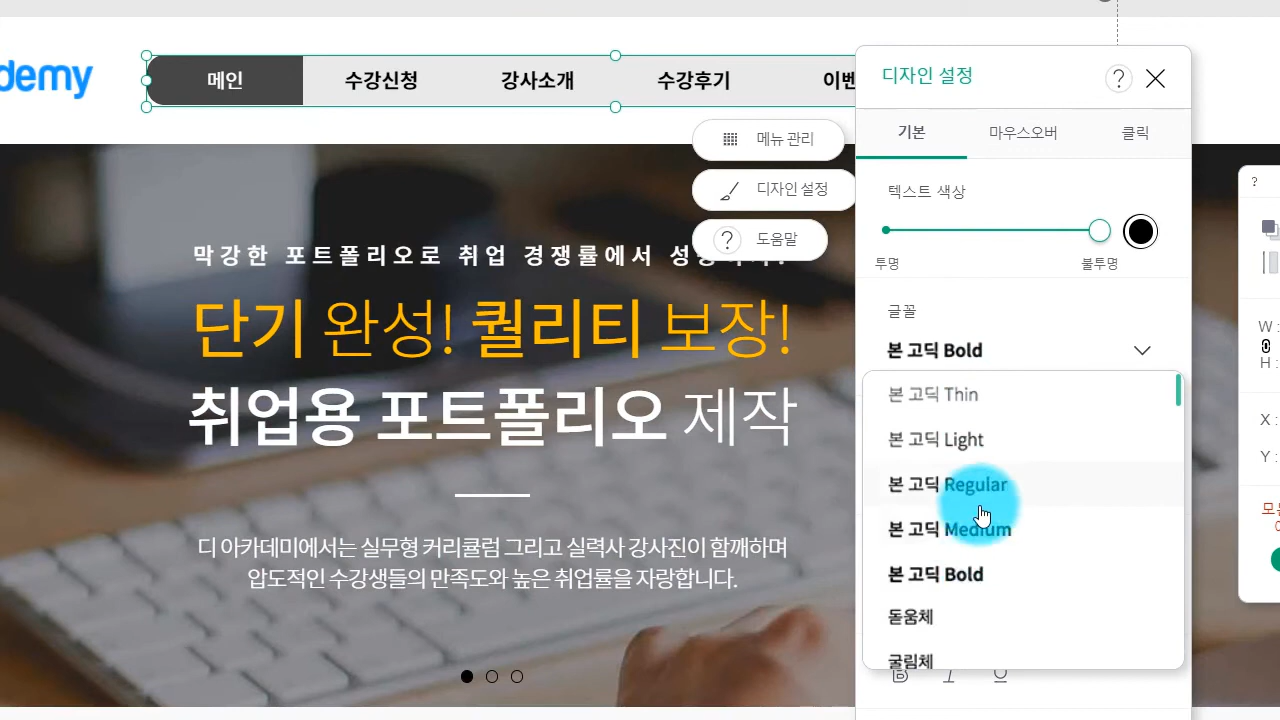 demy
메인
수강신청
강사소개
수강후기
이벤
메뉴 관리
디자인 설정
도움말
막강한 포트폴리오로 취업 경쟁률에서
단기 완성! 퀄리티 보장!
취업용 포트폴리오 제작
디 아카데미에서는 실무형 커리큘럼 그리고 실력사 강사진이 함께하며
압도적인 수강생들의 만족도와 높은 취업률을 자랑합니다.
디자인 설정
?
기본
마우스오버
클릭
텍스트 색상
투명
불투명
글꼴
본 고딕 Bold
본 고딕 Thin
본 고딕 Light
본 고딕 Regular
본 고딕 Medium
본 고딕 Bold
돋움체
굴림체
B I U
?
W :
H :
X :
Y :